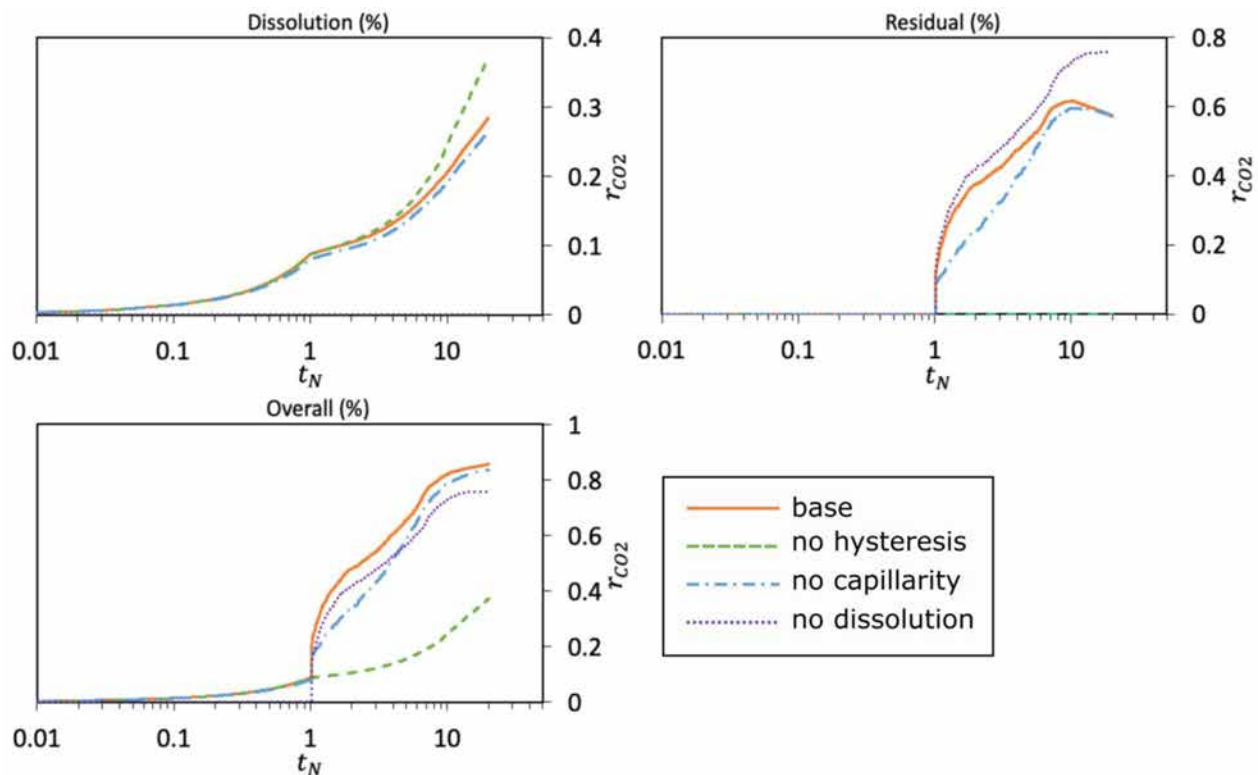 Dissolution (%)
0.4
0.3
0.2
0.1
0
r_CO2
0.01 0.1 1 10
t_N
Residual (%)
0.8
0.6
0.4
0.2
0
r_CO2
0.01 0.1 1 10
t_N
Overall (%)
1
0.8
0.6
0.4
0.2
0
r_CO2
0.01 0.1 1 10
t_N
base
no hysteresis
no capillarity
no dissolution